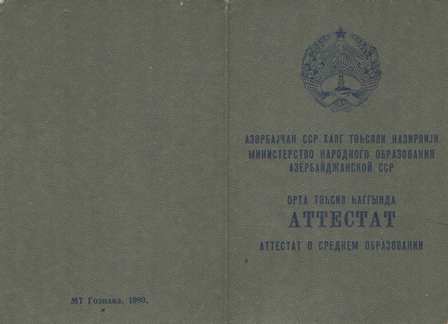 МТ Гознака. 1980.
АЗӘРБАЈҸАН ССР ХАЛГ ТӘҺСИЛИ НАЗИРЛИЈИ
МИНИСТЕРСТВО НАРОДНОГО ОБРАЗОВАНИЯ
АЗЕРБАЙДЖАНСКОЙ ССР
ОРТА ТӘҺСИЛ ҺАГГЫНДА
АТТЕСТАТ
АТТЕСТАТ О СРЕДНЕМ ОБРАЗОВАНИИ